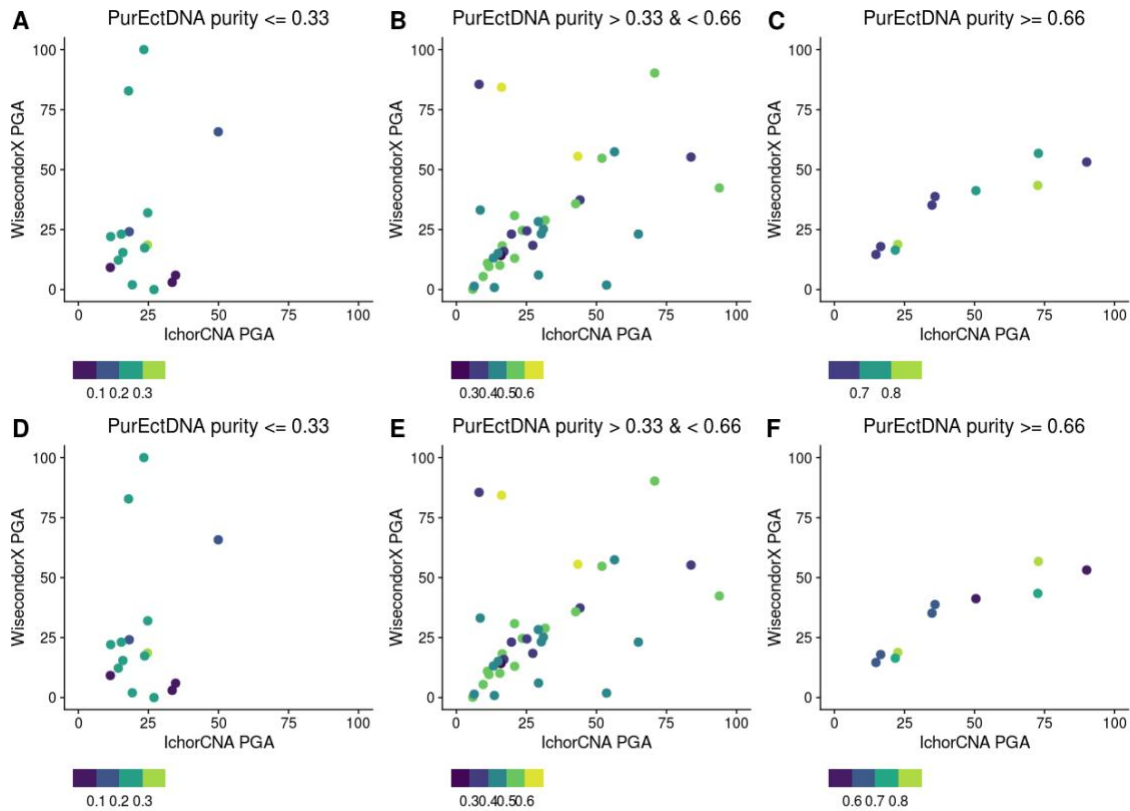 A PurEctDNA purity <= 0.33
WisecondorX PGA
100
75
50
25
0
0 25 50 75 100
IchorCNA PGA
0.1 0.2 0.3
B PurEctDNA purity > 0.33 & < 0.66
WisecondorX PGA
100
75
50
25
0
0 25 50 75 100
IchorCNA PGA
0.30.40.50.6
C PurEctDNA purity >= 0.66
WisecondorX PGA
100
75
50
25
0
0 25 50 75 100
IchorCNA PGA
0.7 0.8
D PurEctDNA purity <= 0.33
WisecondorX PGA
100
75
50
25
0
0 25 50 75 100
IchorCNA PGA
0.1 0.2 0.3
E PurEctDNA purity > 0.33 & < 0.66
WisecondorX PGA
100
75
50
25
0
0 25 50 75 100
IchorCNA PGA
0.30.40.50.6
F PurEctDNA purity >= 0.66
WisecondorX PGA
100
75
50
25
0
0 25 50 75 100
IchorCNA PGA
0.6 0.7 0.8